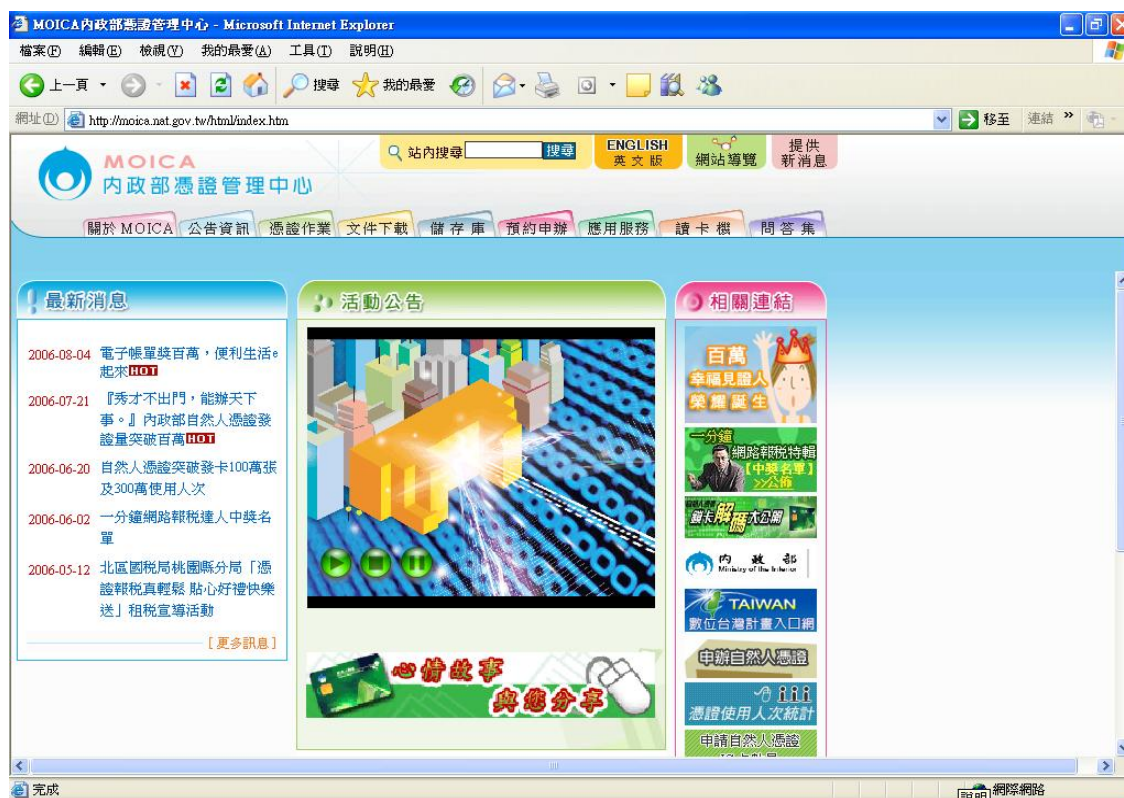 MOICA內政部憑證管理中心 - Microsoft Internet Explorer
檔案(F) 編輯(E) 檢視(V) 我的最愛(A) 工具(T) 說明(H)
上一頁 搜尋 我的最愛
網址(D) http://moica.nat.gov.tw/html/index.htm 移至 連結 »
MOICA
內政部憑證管理中心
站內搜尋 搜尋
ENGLISH
英文版
網站導覽
提供
新消息
關於 MOICA 公告資訊 憑證作業 文件下載 儲存庫 預約申辦 應用服務 讀卡機 問答集
最新消息
2006-08-04 電子帳單獎百萬,便利生活e
起來HOT
2006-07-21 『秀才不出門,能辦天下
事。』內政部自然人憑證發
證量突破百萬HOT
2006-06-20 自然人憑證突破發卡100萬張
及300萬使用人次
2006-06-02 一分鐘網路報稅達人中獎名
單
2006-05-12 北區國稅局桃園縣分局「憑
證報稅真輕鬆 貼心好禮快樂
送」租稅宣導活動
[更多訊息]
活動公告
心情故事
與您分享
相關連結
百萬
幸福見證人
榮耀誕生
一分鐘
網路報稅特輯
【中獎名單】
>>公佈
鎖卡解碼大公開
內政部
Ministry of the Interior
TAIWAN
數位台灣計畫入口網
申辦自然人憑證
憑證使用人次統計
申請自然人憑證
完成
說明
網際網路